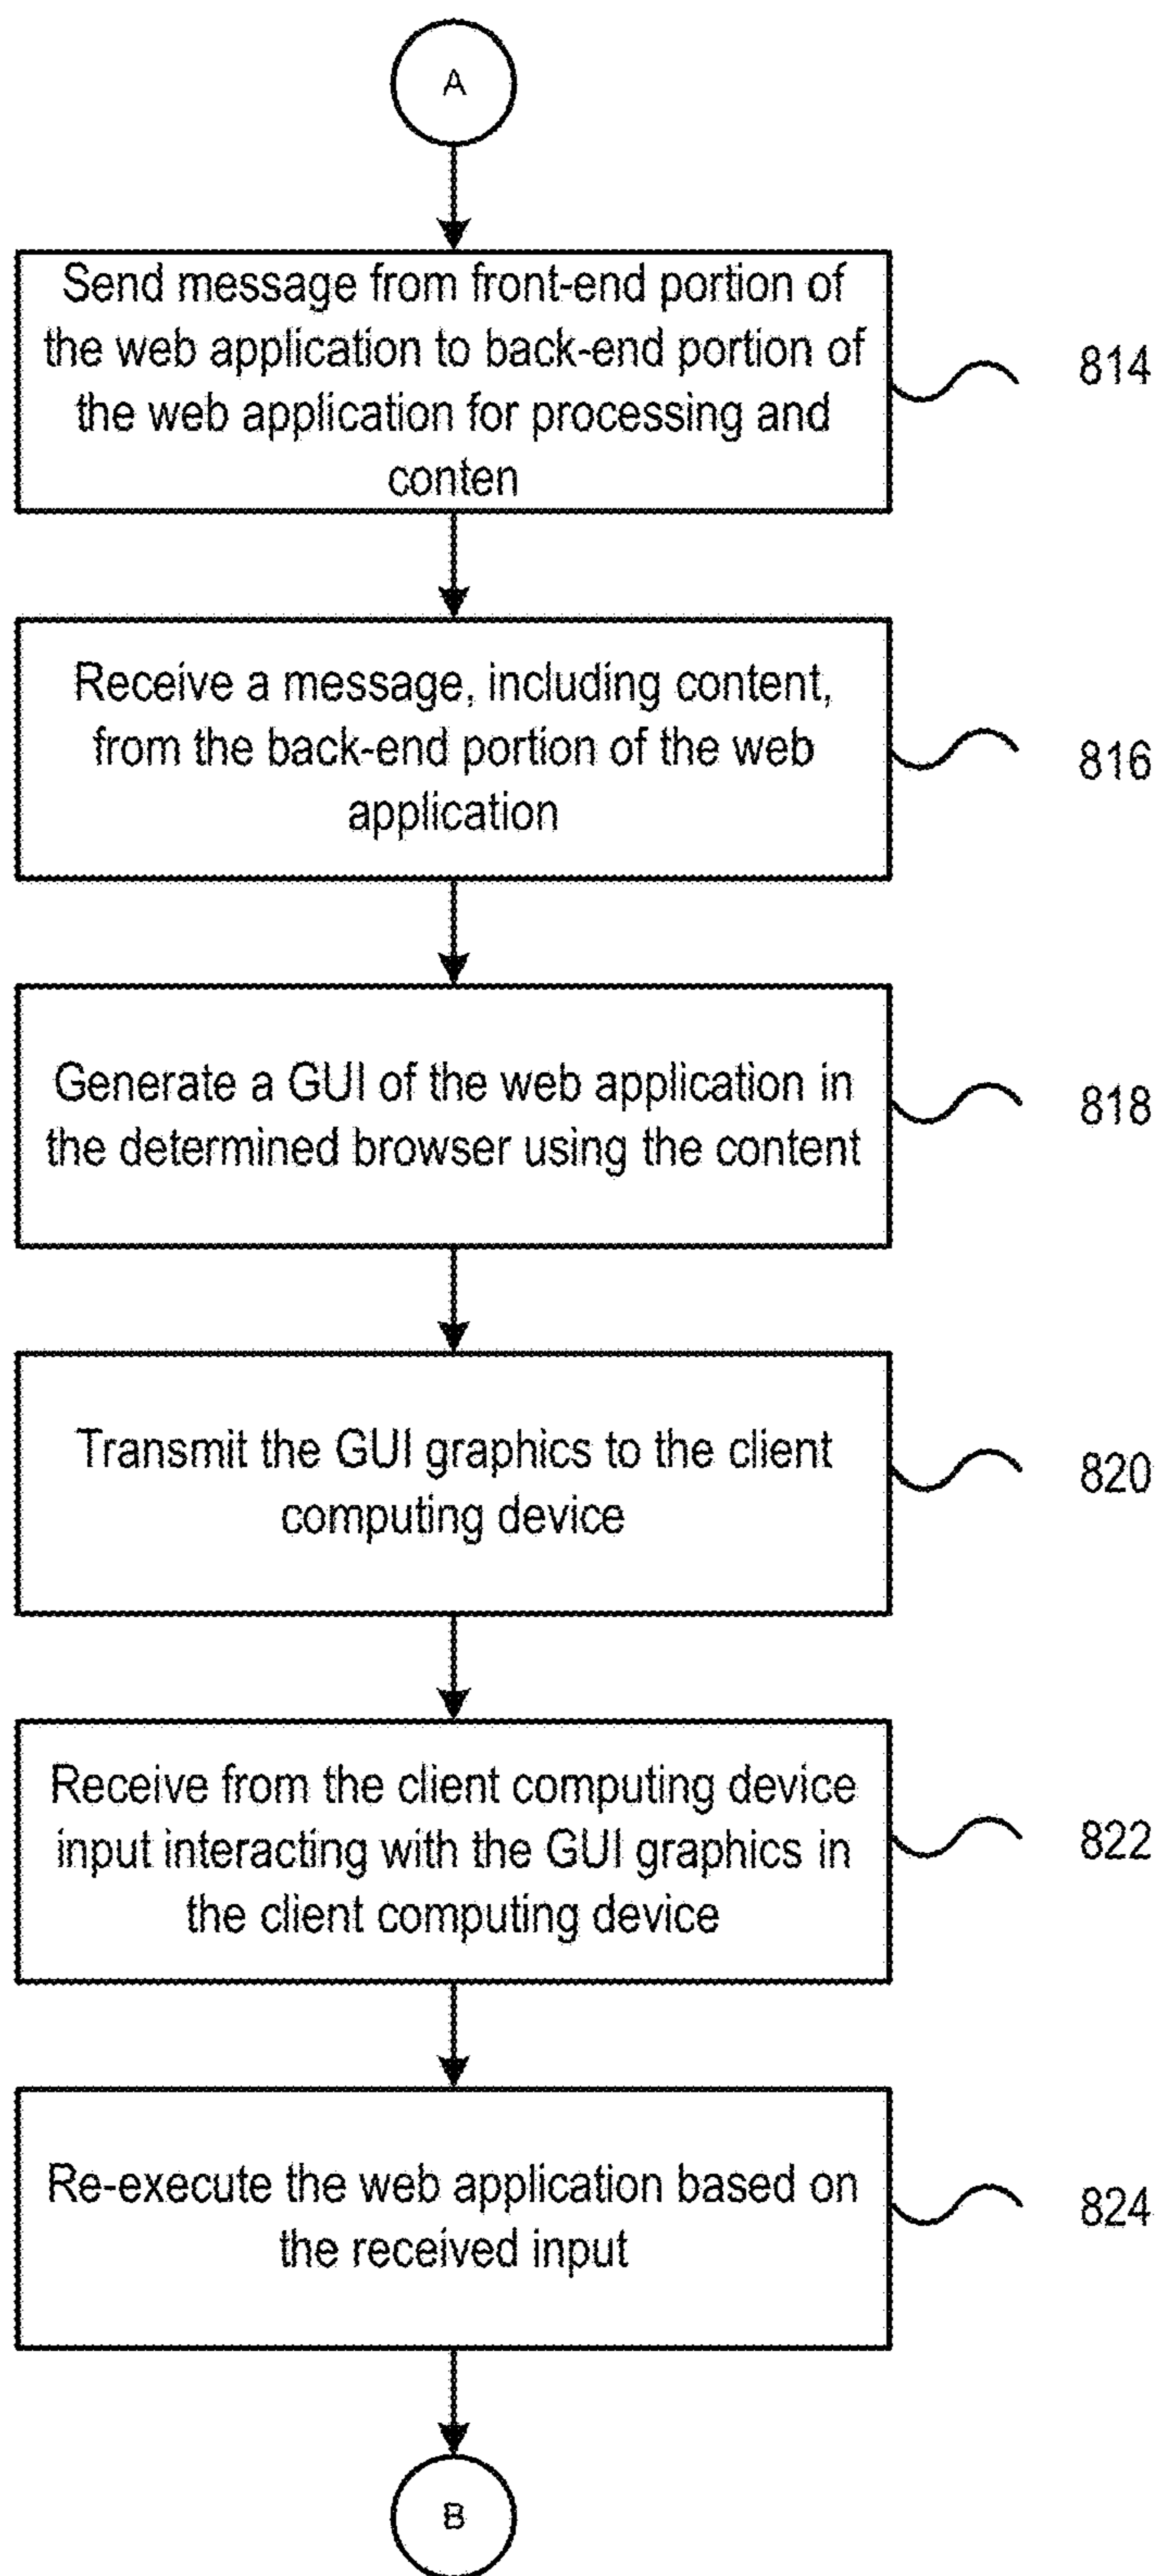 A
Send message from front-end portion of
the web application to back-end portion of
the web application for processing and
conten
814
Receive a message, including content,
from the back-end portion of the web
application
816
Generate a GUI of the web application in
the determined browser using the content
818
Transmit the GUI graphics to the client
computing device
820
Receive from the client computing device
input interacting with the GUI graphics in
the client computing device
822
Re-execute the web application based on
the received input
824
B